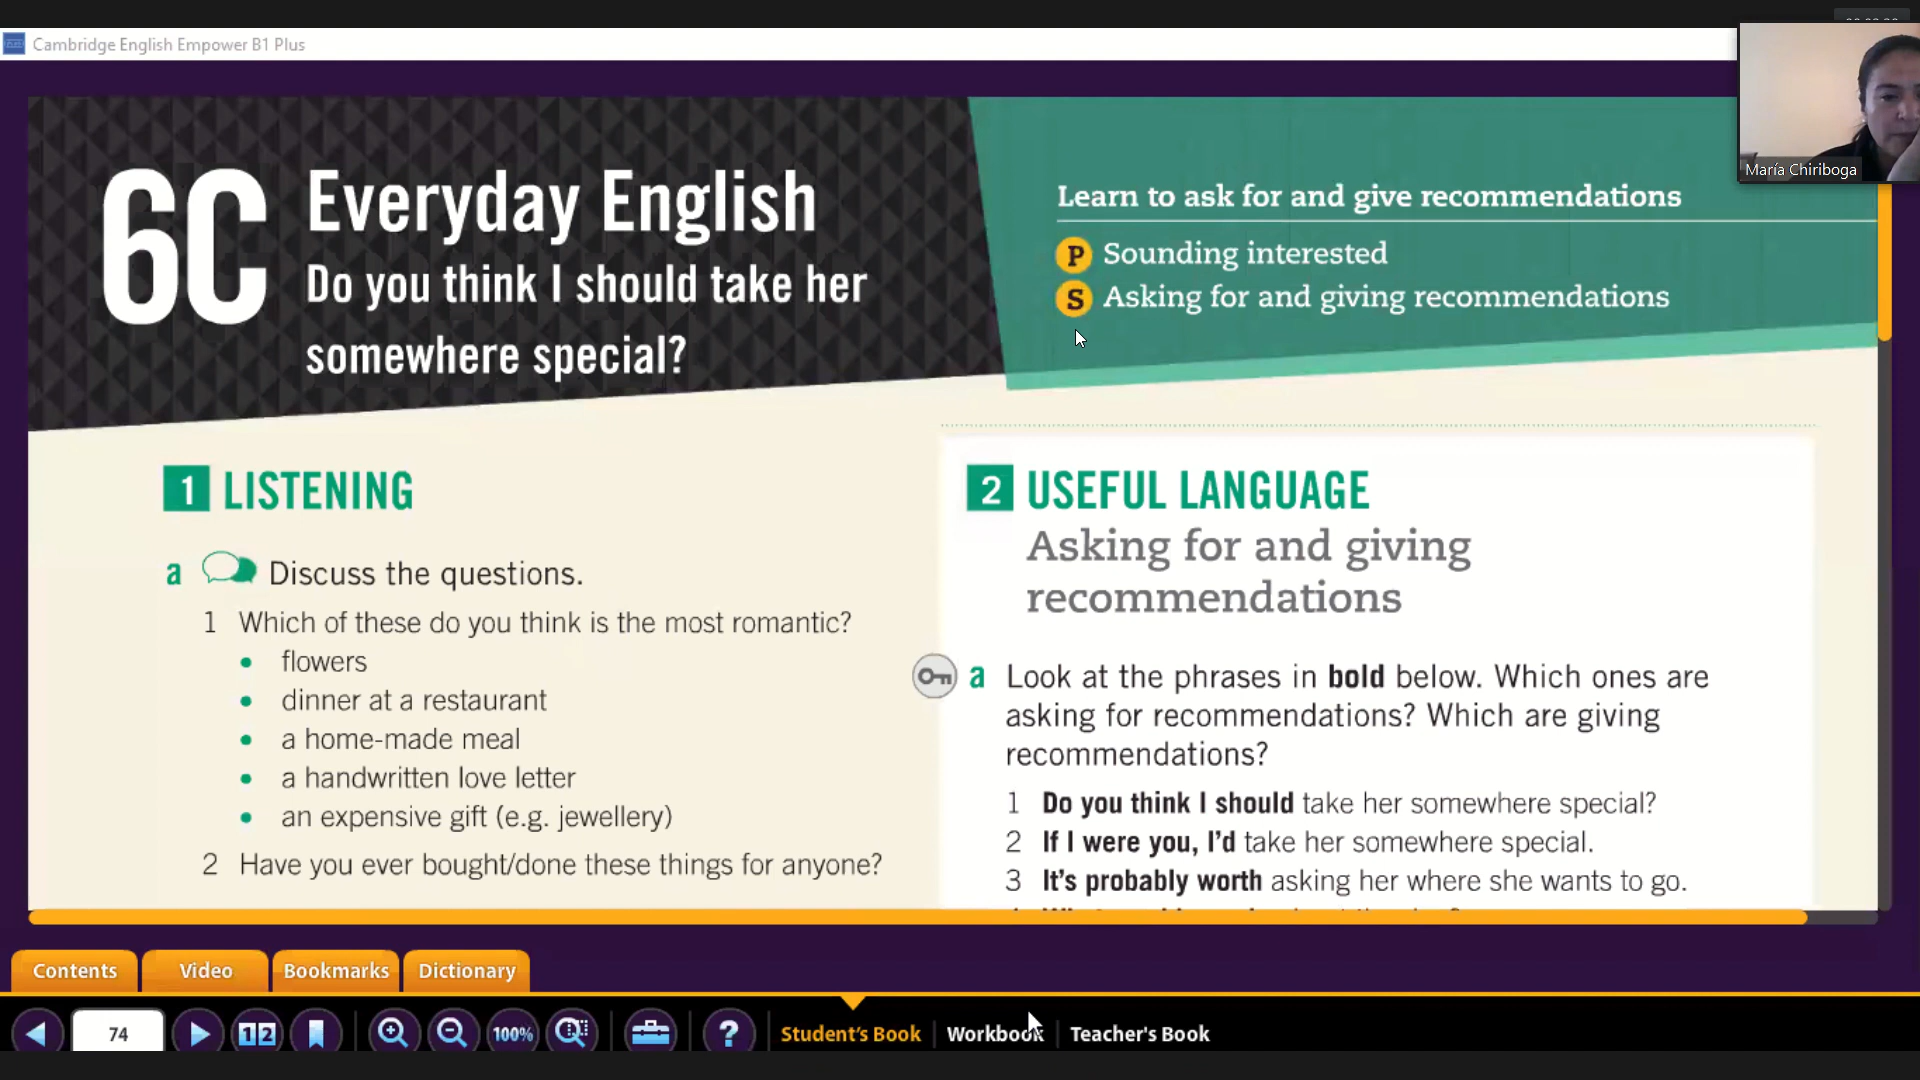 Cambridge English Empower B1 Plus
María Chiriboga
6C
Everyday English
Do you think I should take her
somewhere special?
Learn to ask for and give recommendations
P Sounding interested
S Asking for and giving recommendations
1 LISTENING
a Discuss the questions.
1 Which of these do you think is the most romantic?
• flowers
• dinner at a restaurant
• a home-made meal
• a handwritten love letter
• an expensive gift (e.g. jewellery)
2 Have you ever bought/done these things for anyone?
2 USEFUL LANGUAGE
Asking for and giving
recommendations
a Look at the phrases in bold below. Which ones are
asking for recommendations? Which are giving
recommendations?
1 Do you think I should take her somewhere special?
2 If I were you, I'd take her somewhere special.
3 It's probably worth asking her where she wants to go.
Contents
Video
Bookmarks
Dictionary
74
12
100%
?
Student's Book
Workbook
Teacher's Book